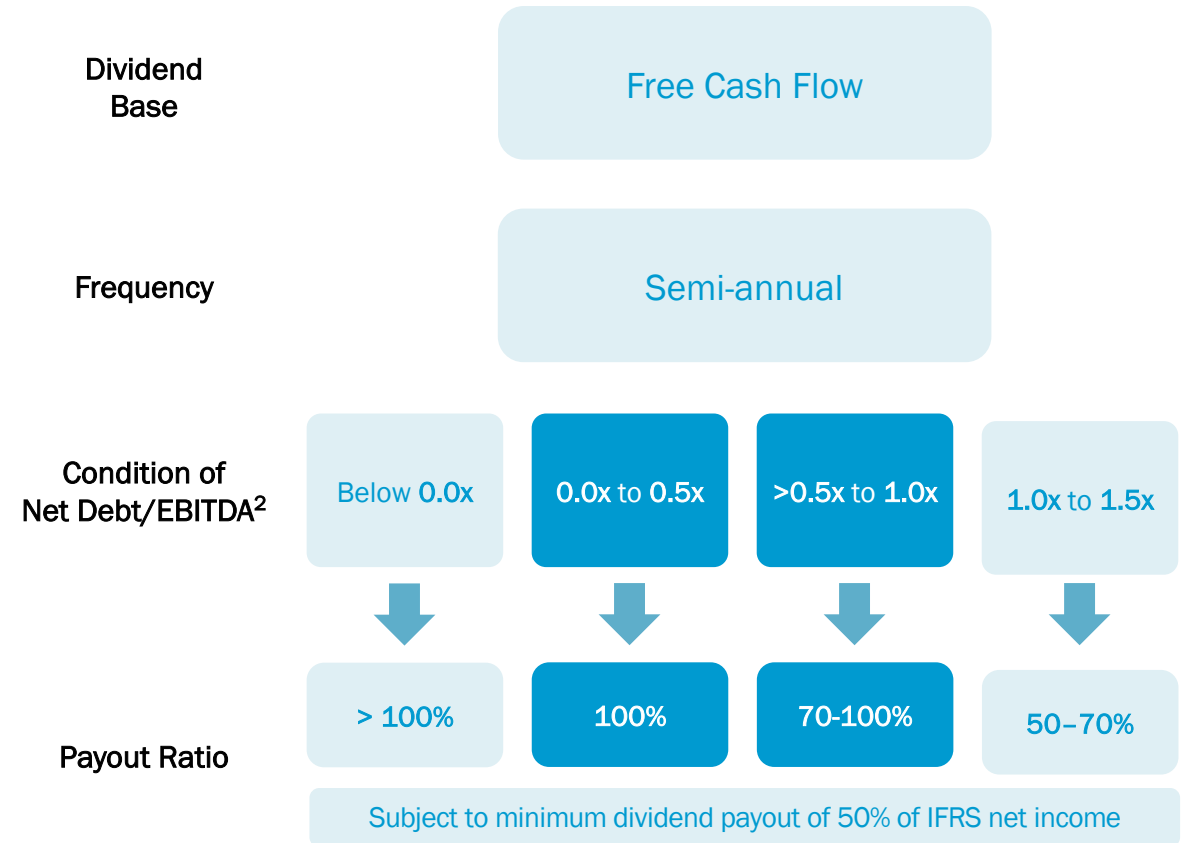 Dividend
Base
Free Cash Flow
Frequency
Semi-annual
Condition of
Net Debt/EBITDA²
Below 0.0x
0.0x to 0.5x
>0.5x to 1.0x
1.0x to 1.5x
Payout Ratio
> 100%
100%
70-100%
50–70%
Subject to minimum dividend payout of 50% of IFRS net income